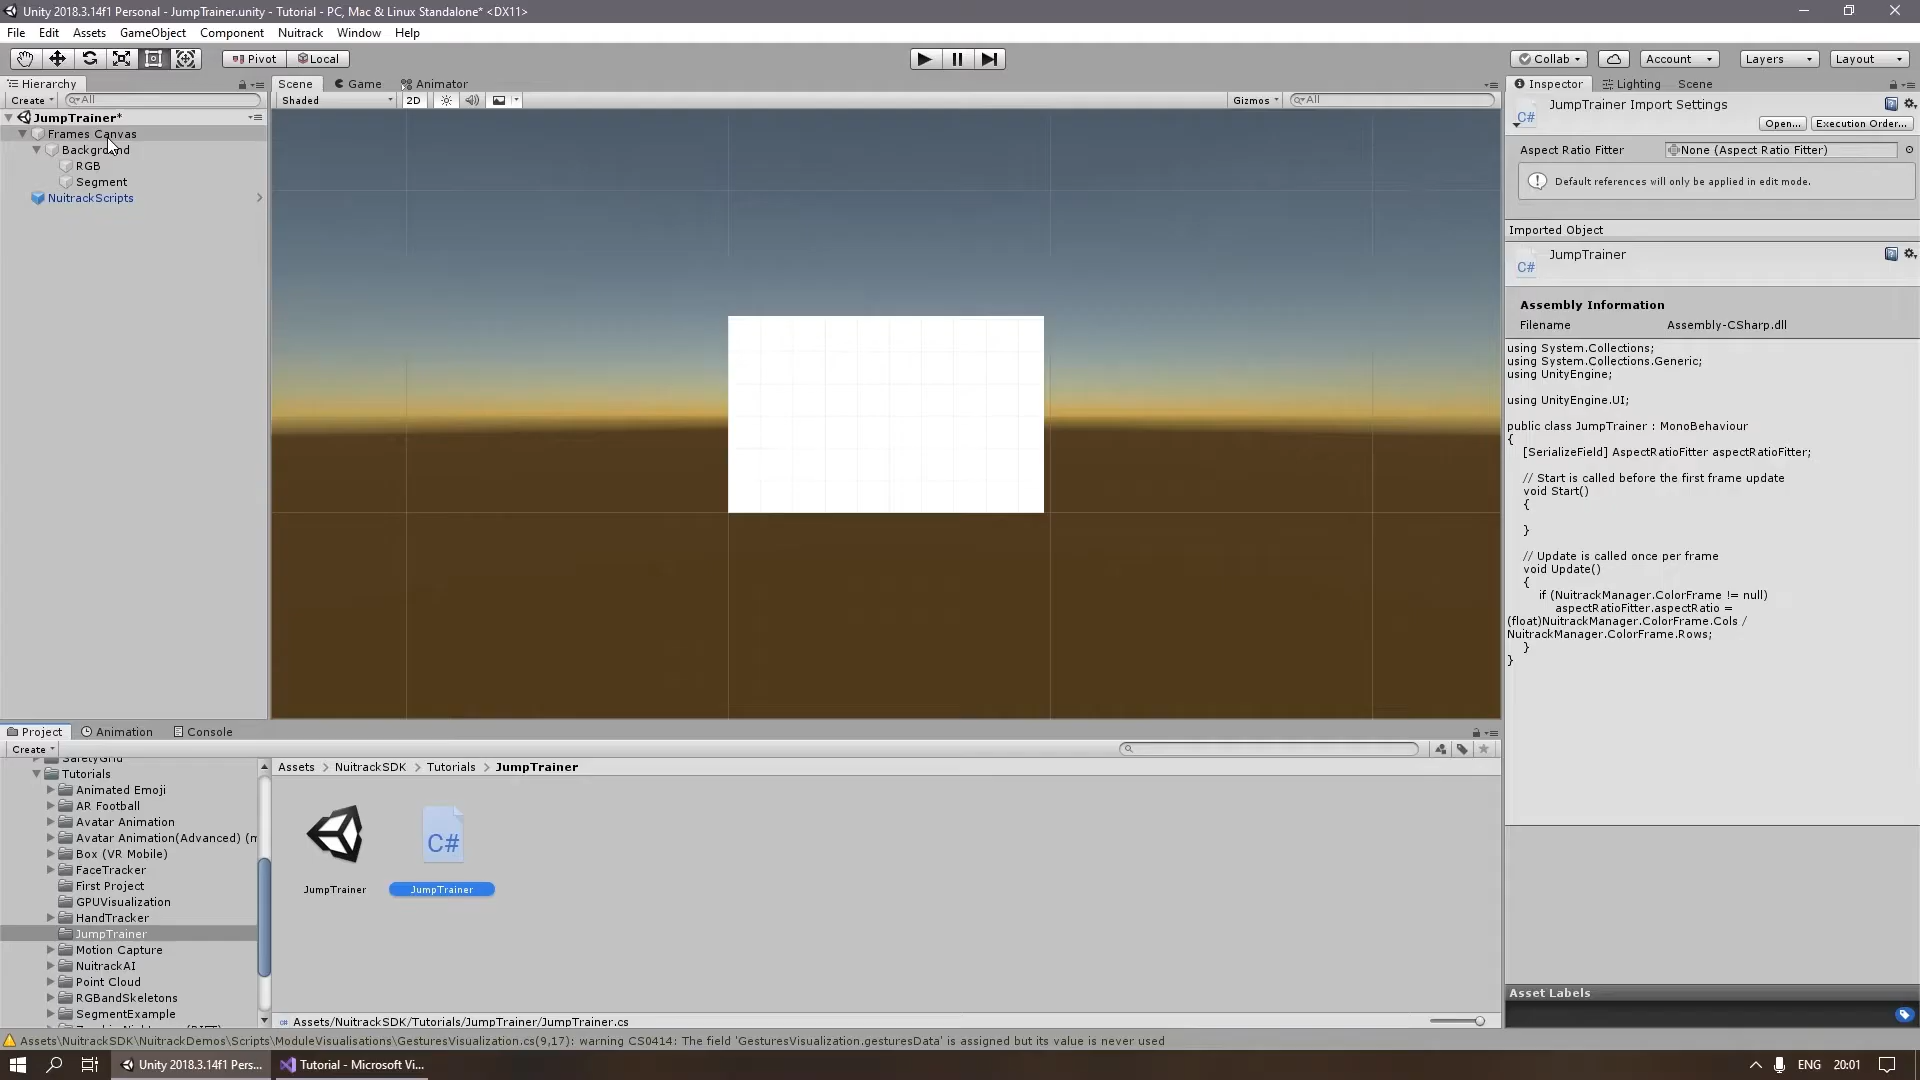 Unity 2018.3.14f1 Personal - JumpTrainer.unity - Tutorial - PC, Mac & Linux Standalone* <DX11>
File Edit Assets GameObject Component Nuitrack Window Help
Pivot Local Collab Account Layers Layout
Hierarchy
Create All
JumpTrainer*
Frames Canvas
Background
RGB
Segment
NuitrackScripts
Scene Game Animator
Shaded 2D Gizmos All
Inspector Lighting Scene
JumpTrainer Import Settings
C#
Open... Execution Order...
Aspect Ratio Fitter None (Aspect Ratio Fitter)
Default references will only be applied in edit mode.
Imported Object
JumpTrainer
C#
Assembly Information
Filename Assembly-CSharp.dll
using System.Collections;
using System.Collections.Generic;
using UnityEngine;
using UnityEngine.UI;
public class JumpTrainer : MonoBehaviour
{
[SerializeField] AspectRatioFitter aspectRatioFitter;
// Start is called before the first frame update
void Start()
{
}
// Update is called once per frame
void Update()
{
if (NuitrackManager.ColorFrame != null)
aspectRatioFitter.aspectRatio =
(float)NuitrackManager.ColorFrame.Cols /
NuitrackManager.ColorFrame.Rows;
}
}
Asset Labels
Project Animation Console
Create
SafetyGrid
Tutorials
Animated Emoji
AR Football
Avatar Animation
Avatar Animation(Advanced) (m
Box (VR Mobile)
FaceTracker
First Project
GPUVisualization
HandTracker
JumpTrainer
Motion Capture
NuitrackAI
Point Cloud
RGBandSkeletons
SegmentExample
Assets > NuitrackSDK > Tutorials > JumpTrainer
C#
JumpTrainer JumpTrainer
Assets/NuitrackSDK/Tutorials/JumpTrainer/JumpTrainer.cs
Assets\NuitrackSDK\NuitrackDemos\Scripts\ModuleVisualisations\GesturesVisualization.cs(9,17): warning CS0414: The field 'GesturesVisualization.gesturesData' is assigned but its value is never used
Unity 2018.3.14f1 Pers... Tutorial - Microsoft Vi... ENG 20:01